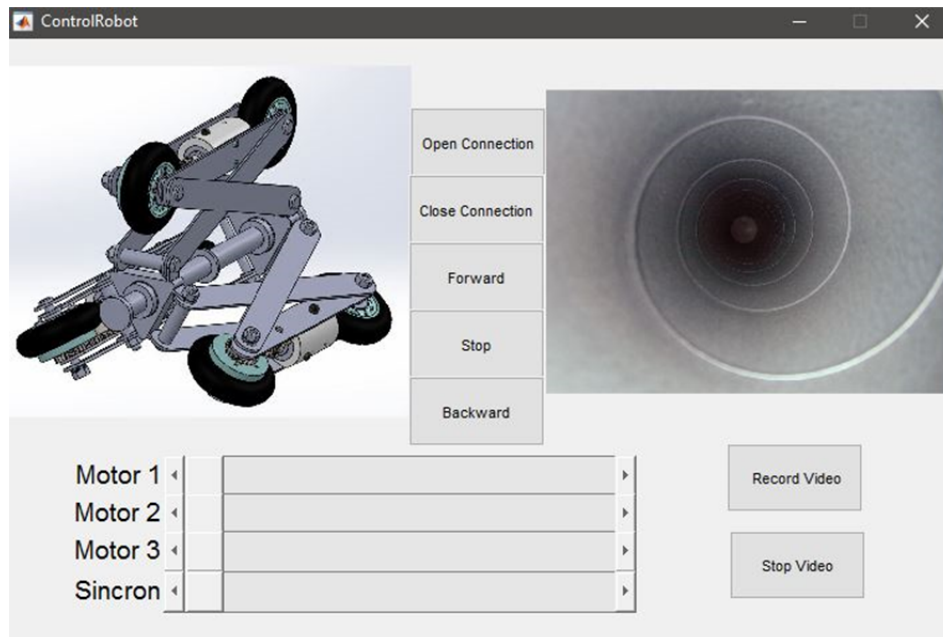 ControlRobot
Open Connection
Close Connection
Forward
Stop
Backward
Motor 1
Motor 2
Motor 3
Sincron
Record Video
Stop Video